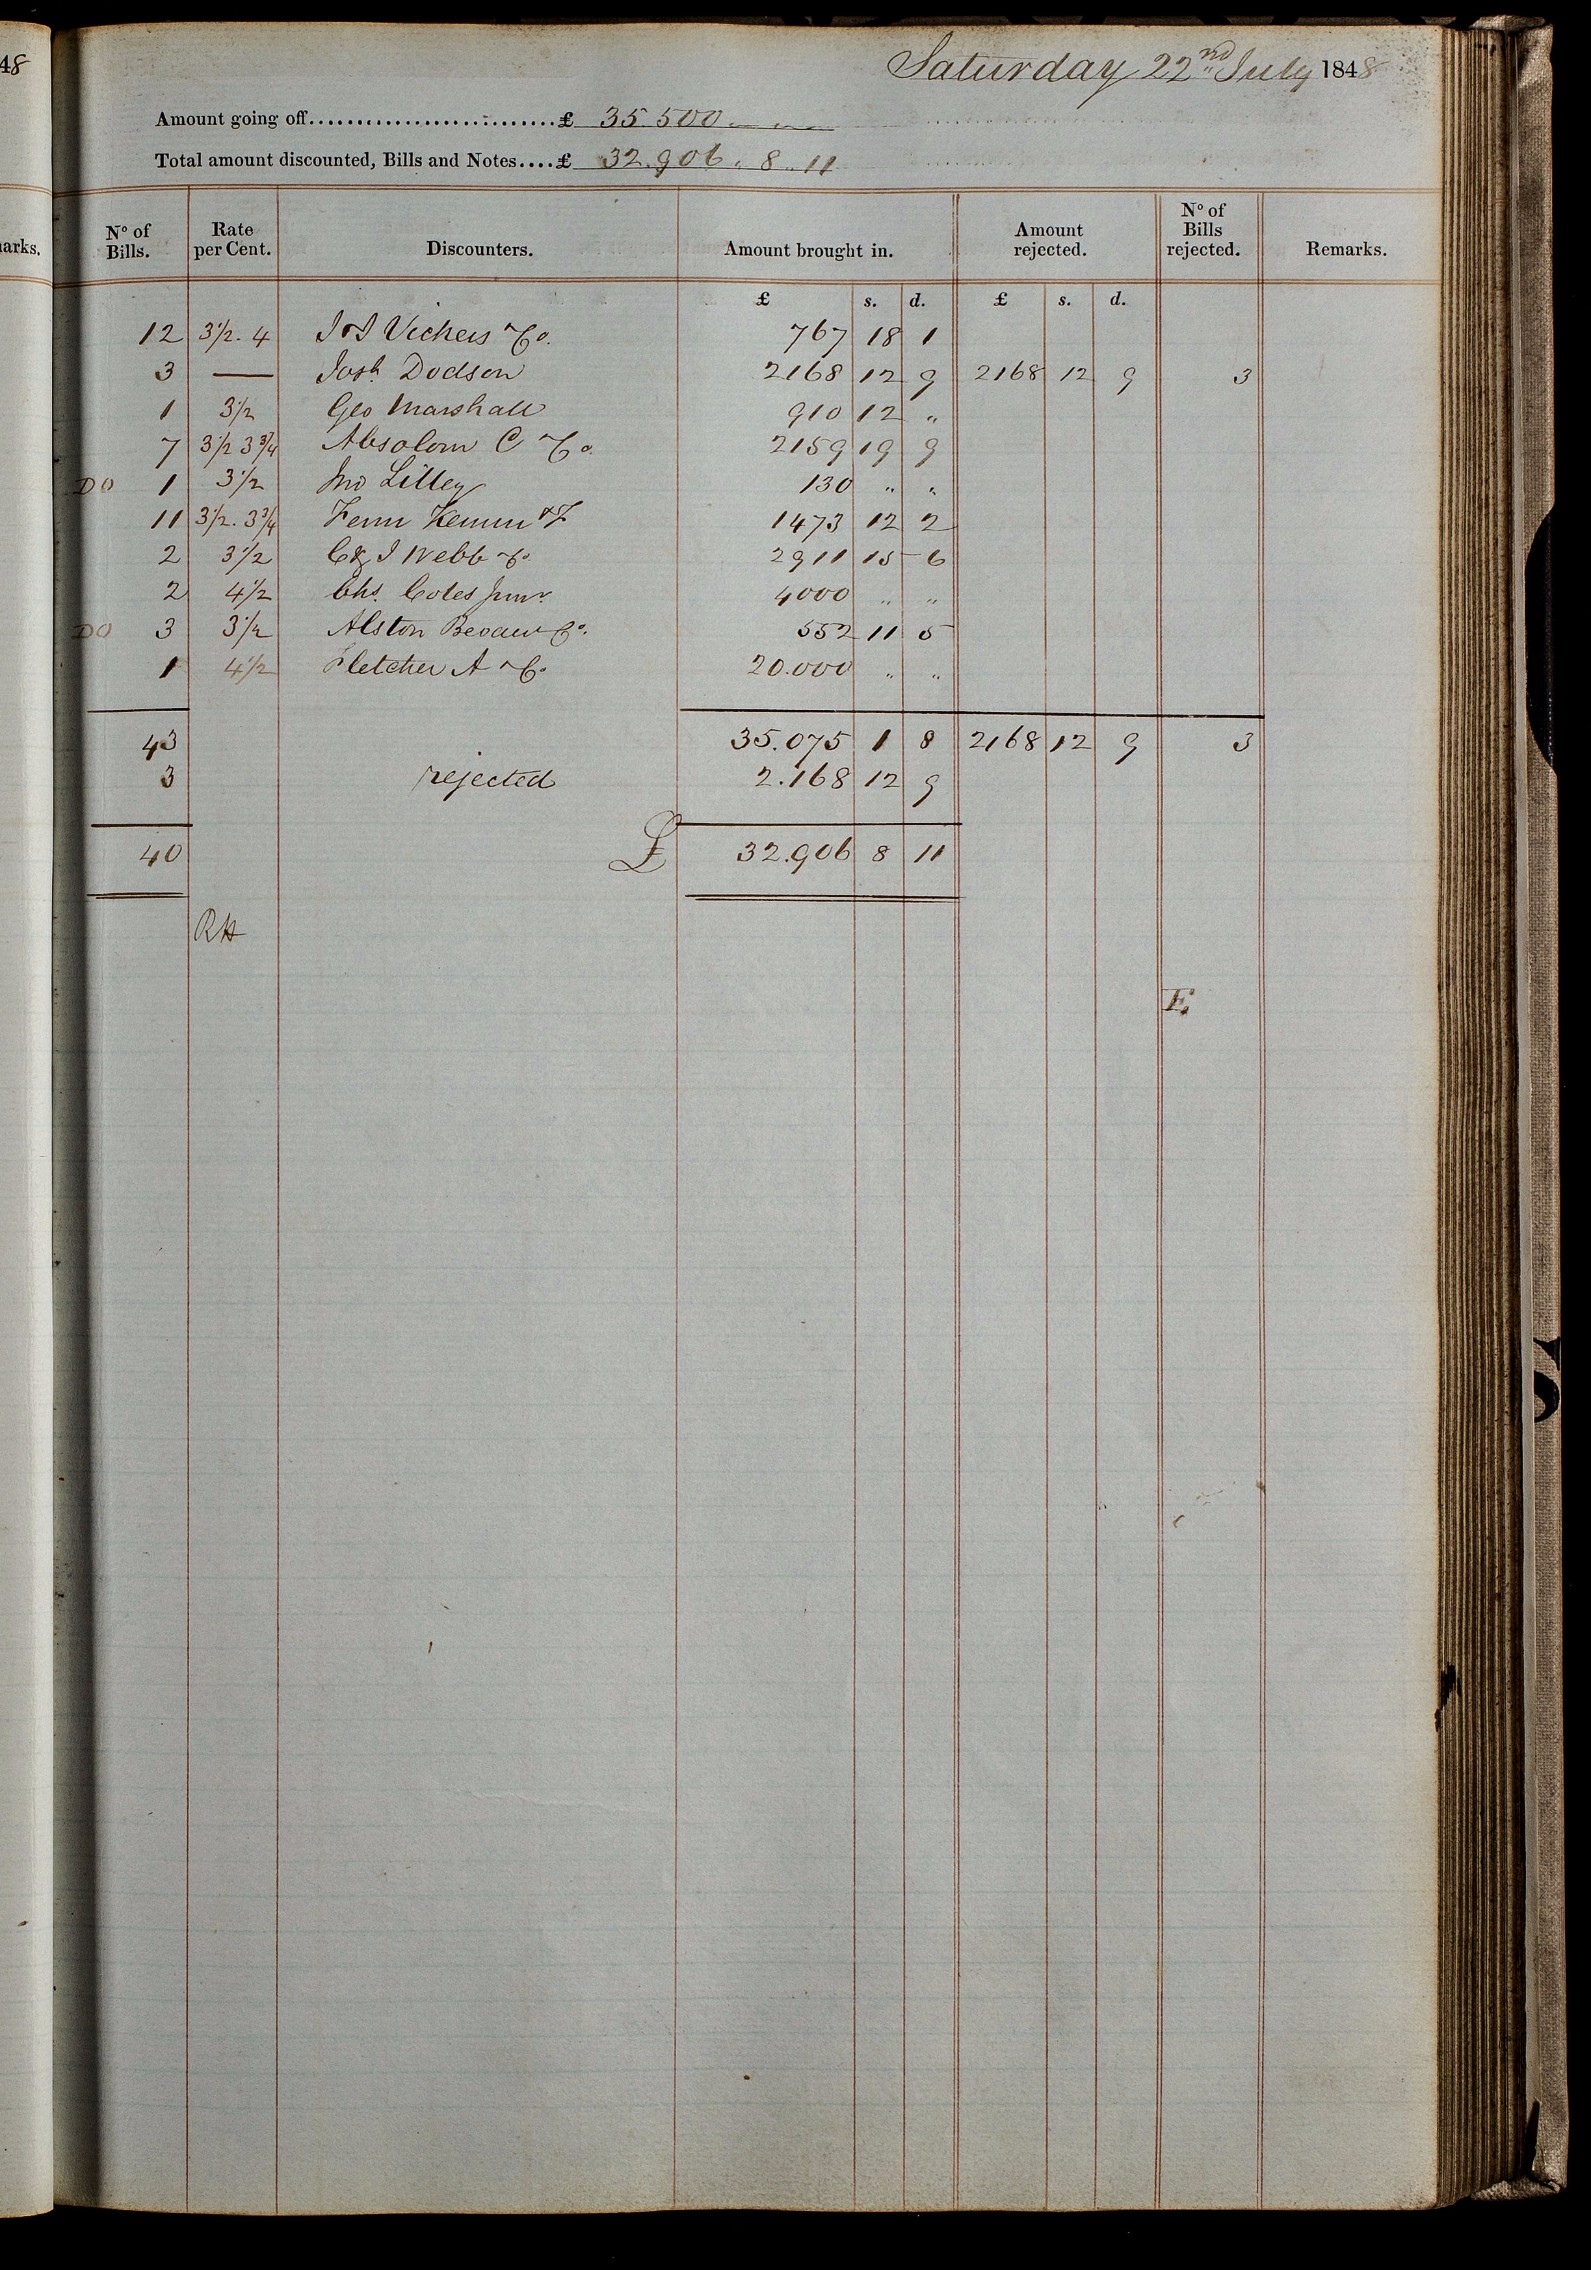 48
Saturday 22nd July 1848
Amount going off..........................£ 35.500 „ „
Total amount discounted, Bills and Notes....£ 32.906 . 8 . 11
arks.
No of Bills. Rate per Cent. Discounters. Amount brought in. Amount rejected. No of Bills rejected. Remarks.
£ s. d. £ s. d.
12 3½. 4 J & J Vickers & Co. 767 18 1
3 — Josh. Dodson 2168 12 9 2168 12 9 3
1 3½ Geo Marshall 910 12 „
7 3½ 3¾ Absolom C & Co. 2159 19 9
DO 1 3½ Jno Lilley 130 „ „
11 3½. 3¾ Fenn & F 1473 12 2
2 3½ C & J Webb & Co. 2911 15 6
2 4½ Chs. Coles Junr. 4000 „ „
DO 3 3½ Alston & Co. 552 11 5
1 4½ Fletcher A & Co. 20.000 „ „
43 35.075 1 8 2168 12 9 3
3 rejected 2.168 12 9
40 £ 32.906 8 11
RH
E.